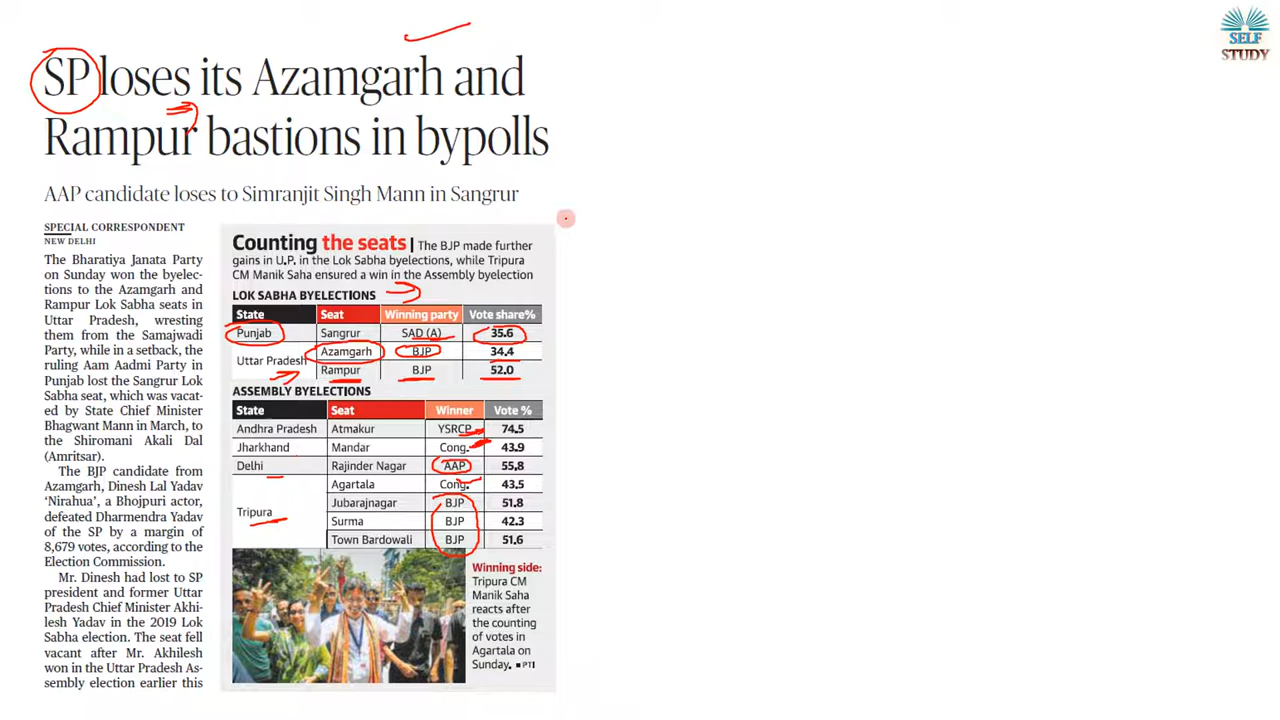 SELF
STUDY
SP loses its Azamgarh and
Rampur bastions in bypolls
AAP candidate loses to Simranjit Singh Mann in Sangrur
SPECIAL CORRESPONDENT
NEW DELHI
The Bharatiya Janata Party
on Sunday won the byelec-
tions to the Azamgarh and
Rampur Lok Sabha seats in
Uttar Pradesh, wresting
them from the Samajwadi
Party, while in a setback, the
ruling Aam Aadmi Party in
Punjab lost the Sangrur Lok
Sabha seat, which was vacat-
ed by State Chief Minister
Bhagwant Mann in March, to
the Shiromani Akali Dal
(Amritsar).
The BJP candidate from
Azamgarh, Dinesh Lal Yadav
‘Nirahua’, a Bhojpuri actor,
defeated Dharmendra Yadav
of the SP by a margin of
8,679 votes, according to the
Election Commission.
Mr. Dinesh had lost to SP
president and former Uttar
Pradesh Chief Minister Akhi-
lesh Yadav in the 2019 Lok
Sabha election. The seat fell
vacant after Mr. Akhilesh
won in the Uttar Pradesh As-
sembly election earlier this
Counting the seats | The BJP made further
gains in U.P. in the Lok Sabha byelections, while Tripura
CM Manik Saha ensured a win in the Assembly byelection
LOK SABHA BYELECTIONS
State Seat Winning party Vote share%
Punjab Sangrur SAD (A) 35.6
Uttar Pradesh Azamgarh BJP 34.4
Rampur BJP 52.0
ASSEMBLY BYELECTIONS
State Seat Winner Vote %
Andhra Pradesh Atmakur YSRCP 74.5
Jharkhand Mandar Cong. 43.9
Delhi Rajinder Nagar AAP 55.8
Tripura Agartala Cong. 43.5
Jubarajnagar BJP 51.8
Surma BJP 42.3
Town Bardowali BJP 51.6
Winning side:
Tripura CM
Manik Saha
reacts after
the counting
of votes in
Agartala on
Sunday. ■ PTI